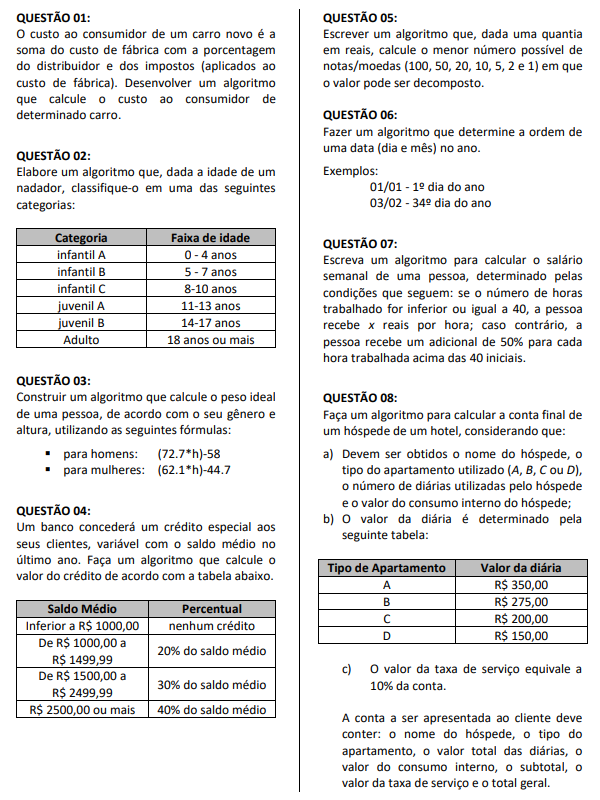 QUESTÃO 01:
O custo ao consumidor de um carro novo é a
soma do custo de fábrica com a porcentagem
do distribuidor e dos impostos (aplicados ao
custo de fábrica). Desenvolver um algoritmo
que calcule o custo ao consumidor de
determinado carro.
QUESTÃO 02:
Elabore um algoritmo que, dada a idade de um
nadador, classifique-o em uma das seguintes
categorias:
Categoria Faixa de idade
infantil A 0 - 4 anos
infantil B 5 - 7 anos
infantil C 8-10 anos
juvenil A 11-13 anos
juvenil B 14-17 anos
Adulto 18 anos ou mais
QUESTÃO 03:
Construir um algoritmo que calcule o peso ideal
de uma pessoa, de acordo com o seu gênero e
altura, utilizando as seguintes fórmulas:
▪ para homens: (72.7*h)-58
▪ para mulheres: (62.1*h)-44.7
QUESTÃO 04:
Um banco concederá um crédito especial aos
seus clientes, variável com o saldo médio no
último ano. Faça um algoritmo que calcule o
valor do crédito de acordo com a tabela abaixo.
Saldo Médio Percentual
Inferior a R$ 1000,00 nenhum crédito
De R$ 1000,00 a
R$ 1499,99 20% do saldo médio
De R$ 1500,00 a
R$ 2499,99 30% do saldo médio
R$ 2500,00 ou mais 40% do saldo médio
QUESTÃO 05:
Escrever um algoritmo que, dada uma quantia
em reais, calcule o menor número possível de
notas/moedas (100, 50, 20, 10, 5, 2 e 1) em que
o valor pode ser decomposto.
QUESTÃO 06:
Fazer um algoritmo que determine a ordem de
uma data (dia e mês) no ano.
Exemplos:
01/01 - 1º dia do ano
03/02 - 34º dia do ano
QUESTÃO 07:
Escreva um algoritmo para calcular o salário
semanal de uma pessoa, determinado pelas
condições que seguem: se o número de horas
trabalhado for inferior ou igual a 40, a pessoa
recebe x reais por hora; caso contrário, a
pessoa recebe um adicional de 50% para cada
hora trabalhada acima das 40 iniciais.
QUESTÃO 08:
Faça um algoritmo para calcular a conta final de
um hóspede de um hotel, considerando que:
a) Devem ser obtidos o nome do hóspede, o
tipo do apartamento utilizado (A, B, C ou D),
o número de diárias utilizadas pelo hóspede
e o valor do consumo interno do hóspede;
b) O valor da diária é determinado pela
seguinte tabela:
Tipo de Apartamento Valor da diária
A R$ 350,00
B R$ 275,00
C R$ 200,00
D R$ 150,00
c) O valor da taxa de serviço equivale a
10% da conta.
A conta a ser apresentada ao cliente deve
conter: o nome do hóspede, o tipo do
apartamento, o valor total das diárias, o
valor do consumo interno, o subtotal, o
valor da taxa de serviço e o total geral.